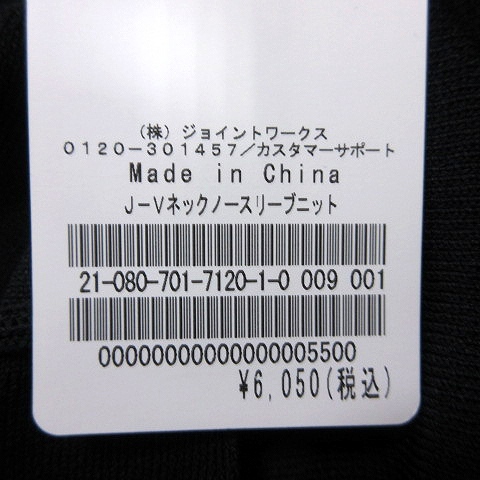 （株）ジョイントワークス
０１２０－３０１４５７／カスタマーサポート
Made in China
J－Vネックノースリーブニット
21-080-701-7120-1-0 009 001
00000000000000005500
¥6,050(税込)